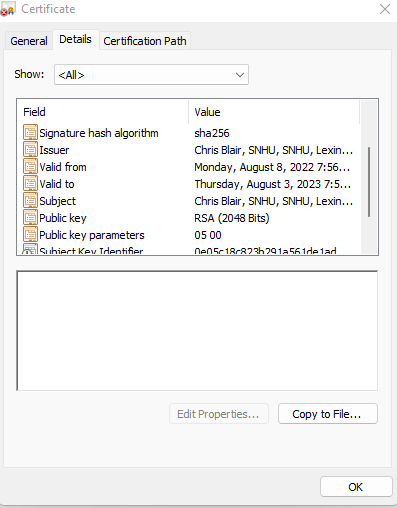 Certificate
General Details Certification Path
Show: <All>
Field Value
Signature hash algorithm sha256
Issuer Chris Blair, SNHU, SNHU, Lexin...
Valid from Monday, August 8, 2022 7:56...
Valid to Thursday, August 3, 2023 7:5...
Subject Chris Blair, SNHU, SNHU, Lexin...
Public key RSA (2048 Bits)
Public key parameters 05 00
Subject Key Identifier 0e05c18c823b291a561de1ad
Edit Properties... Copy to File...
OK